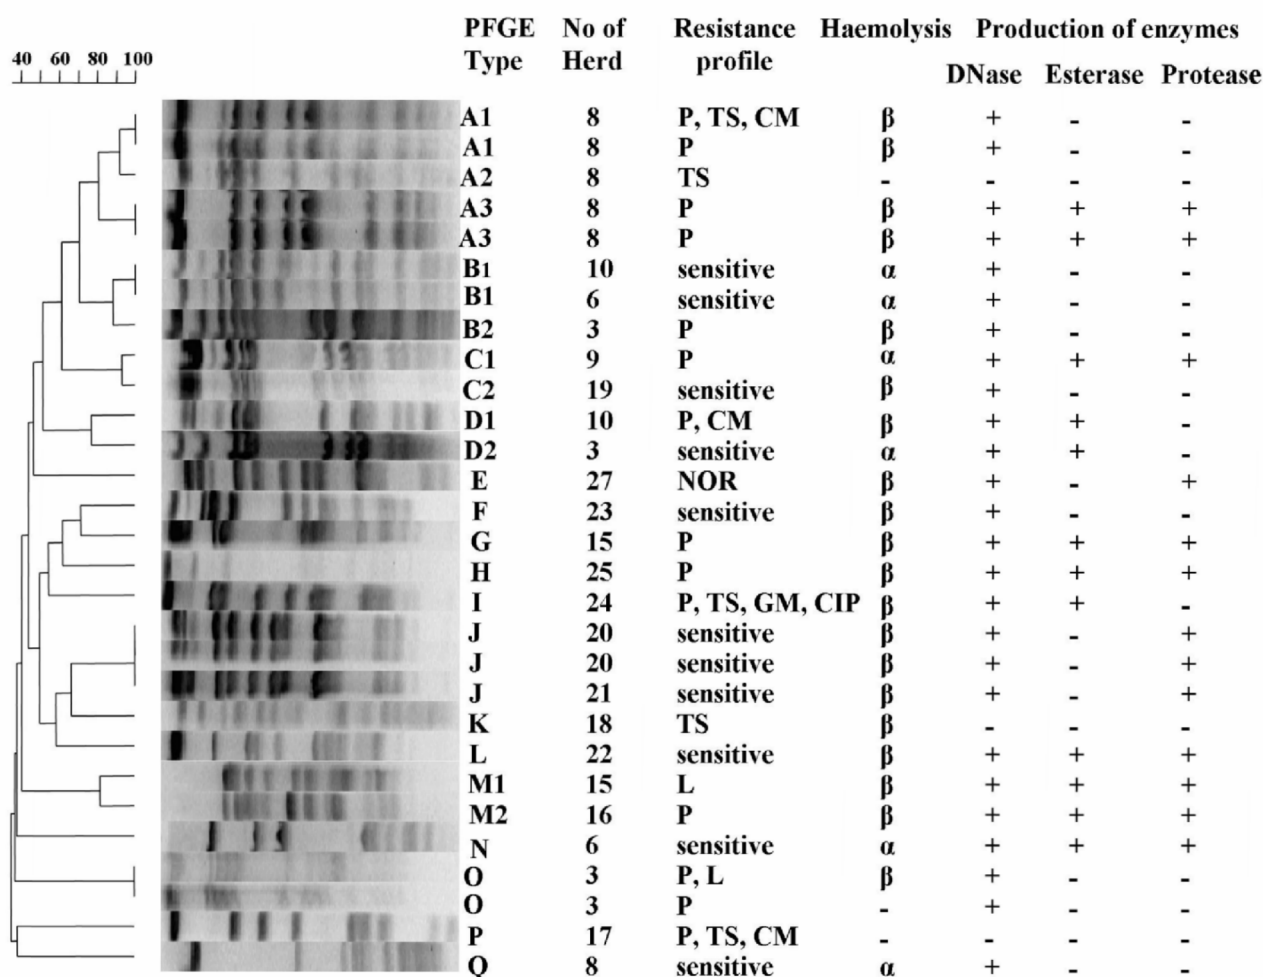 PFGE No of Resistance Haemolysis Production of enzymes
Type Herd profile DNase Esterase Protease
40 60 80 100
A1 8 P, TS, CM β + - -
A1 8 P β + - -
A2 8 TS - - - -
A3 8 P β + + +
A3 8 P β + + +
B1 10 sensitive α + - -
B1 6 sensitive α + - -
B2 3 P β + - -
C1 9 P α + + +
C2 19 sensitive β + - -
D1 10 P, CM β + + -
D2 3 sensitive α + + -
E 27 NOR β + - +
F 23 sensitive β + - -
G 15 P β + + +
H 25 P β + + +
I 24 P, TS, GM, CIP β + + -
J 20 sensitive β + - +
J 20 sensitive β + - +
J 21 sensitive β + - +
K 18 TS β - - -
L 22 sensitive β + + +
M1 15 L β + + +
M2 16 P β + + +
N 6 sensitive α + + +
O 3 P, L β + - -
O 3 P - + - -
P 17 P, TS, CM - - - -
Q 8 sensitive α + - -